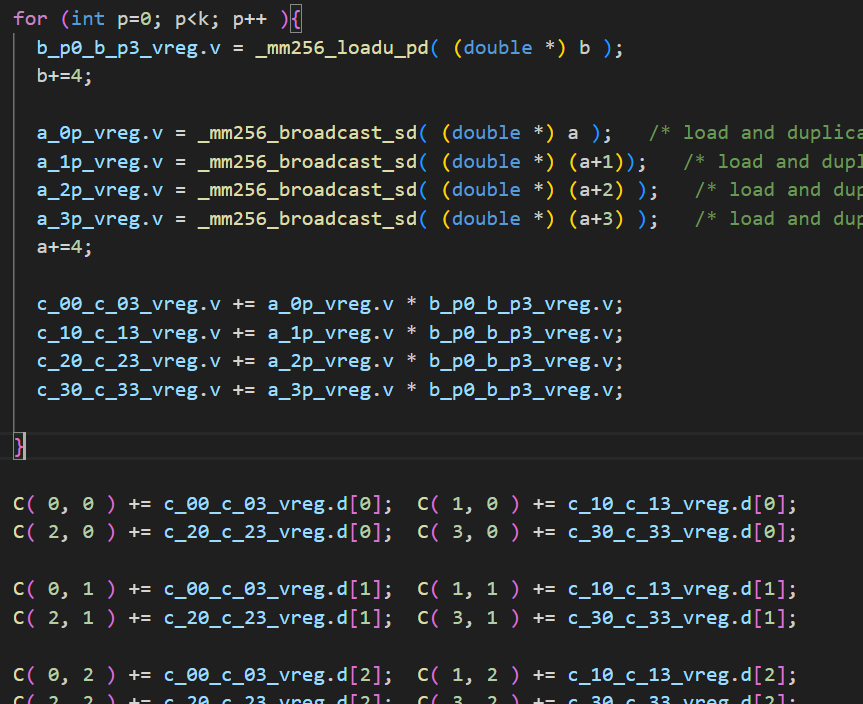 for (int p=0; p<k; p++ ){
b_p0_b_p3_vreg.v = _mm256_loadu_pd( (double *) b );
b+=4;
a_0p_vreg.v = _mm256_broadcast_sd( (double *) a ); /* load and
a_1p_vreg.v = _mm256_broadcast_sd( (double *) (a+1)); /* load and
a_2p_vreg.v = _mm256_broadcast_sd( (double *) (a+2) ); /* load and
a_3p_vreg.v = _mm256_broadcast_sd( (double *) (a+3) ); /* load and
a+=4;
c_00_c_03_vreg.v += a_0p_vreg.v * b_p0_b_p3_vreg.v;
c_10_c_13_vreg.v += a_1p_vreg.v * b_p0_b_p3_vreg.v;
c_20_c_23_vreg.v += a_2p_vreg.v * b_p0_b_p3_vreg.v;
c_30_c_33_vreg.v += a_3p_vreg.v * b_p0_b_p3_vreg.v;
}
C( 0, 0 ) += c_00_c_03_vreg.d[0]; C( 1, 0 ) += c_10_c_13_vreg.d[0];
C( 2, 0 ) += c_20_c_23_vreg.d[0]; C( 3, 0 ) += c_30_c_33_vreg.d[0];
C( 0, 1 ) += c_00_c_03_vreg.d[1]; C( 1, 1 ) += c_10_c_13_vreg.d[1];
C( 2, 1 ) += c_20_c_23_vreg.d[1]; C( 3, 1 ) += c_30_c_33_vreg.d[1];
C( 0, 2 ) += c_00_c_03_vreg.d[2]; C( 1, 2 ) += c_10_c_13_vreg.d[2];
C( 2, 2 ) += c_20_c_23_vreg.d[2]; C( 3, 2 ) += c_30_c_33_vreg.d[2];